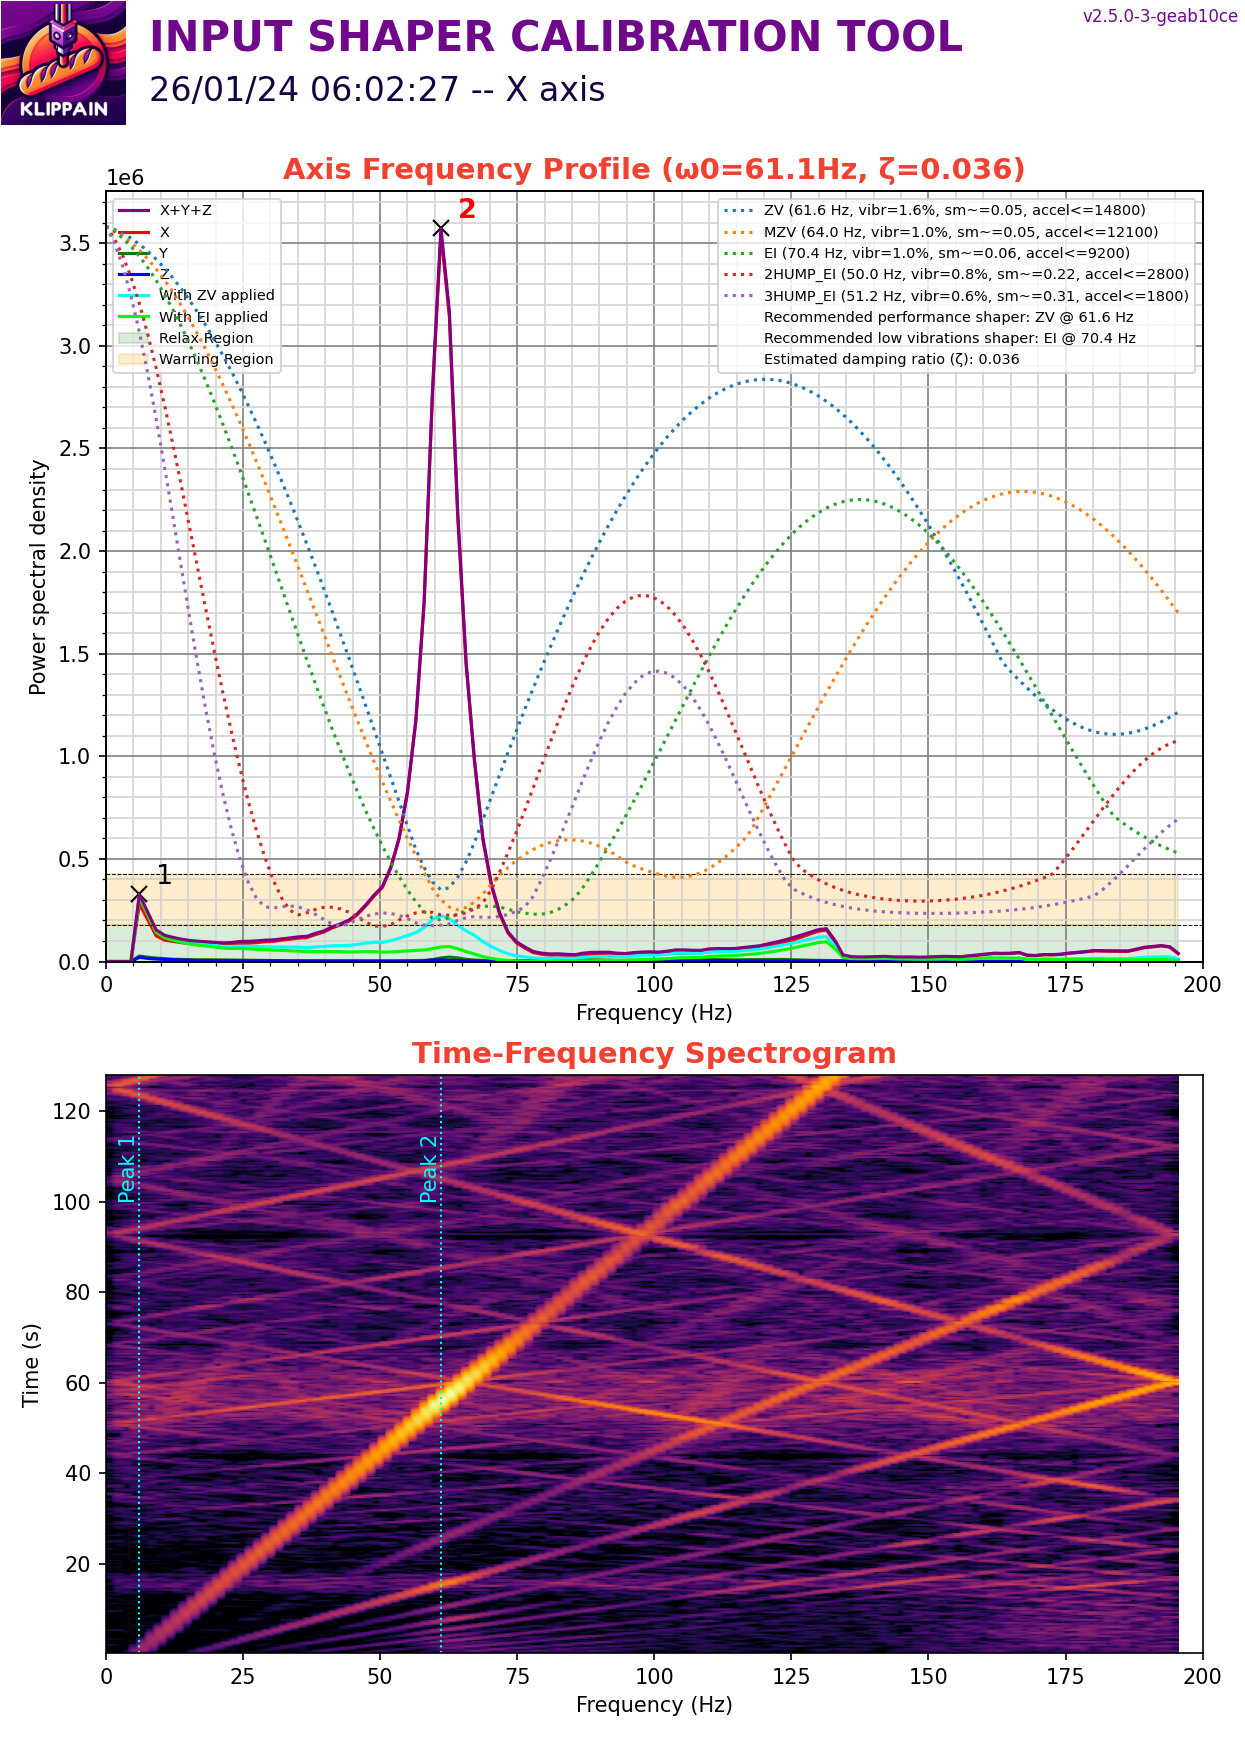 v2.5.0-3-geab10ce
INPUT SHAPER CALIBRATION TOOL
26/01/24 06:02:27 -- X axis
KLIPPAIN
Axis Frequency Profile (ω0=61.1Hz, ζ=0.036)
1e6
2
X+Y+Z
X
Y
Z
With ZV applied
With EI applied
Relax Region
Warning Region
ZV (61.6 Hz, vibr=1.6%, sm~=0.05, accel<=14800)
MZV (64.0 Hz, vibr=1.0%, sm~=0.05, accel<=12100)
EI (70.4 Hz, vibr=1.0%, sm~=0.06, accel<=9200)
2HUMP_EI (50.0 Hz, vibr=0.8%, sm~=0.22, accel<=2800)
3HUMP_EI (51.2 Hz, vibr=0.6%, sm~=0.31, accel<=1800)
Recommended performance shaper: ZV @ 61.6 Hz
Recommended low vibrations shaper: EI @ 70.4 Hz
Estimated damping ratio (ζ): 0.036
3.5
3.0
2.5
2.0
1.5
1.0
0.5
0.0
Power spectral density
1
0 25 50 75 100 125 150 175 200
Frequency (Hz)
Time-Frequency Spectrogram
120
100
80
60
40
20
Time (s)
Peak 1
Peak 2
0 25 50 75 100 125 150 175 200
Frequency (Hz)